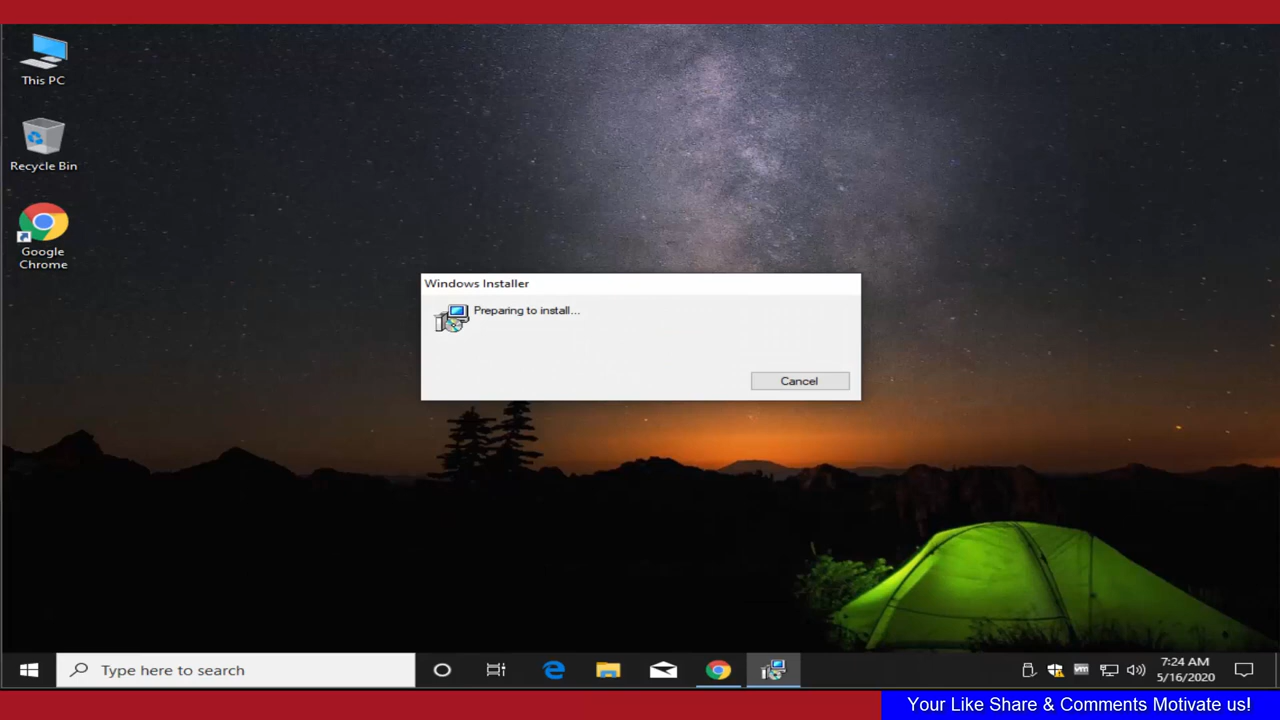 This PC
Recycle Bin
Google
Chrome
Windows Installer
Preparing to install...
Cancel
Type here to search
vm
7:24 AM
5/16/2020
Your Like Share & Comments Motivate us!